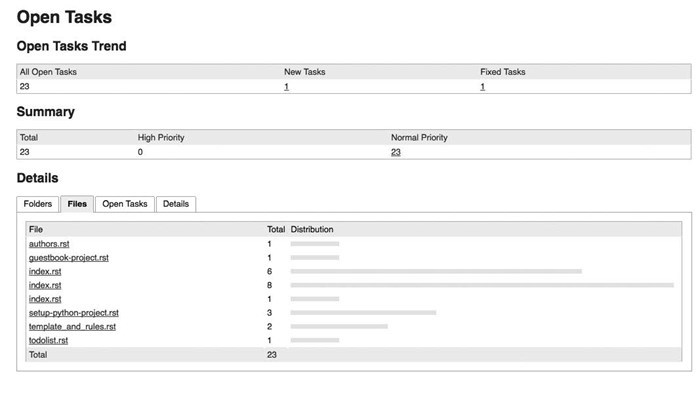 Open Tasks
Open Tasks Trend
All Open Tasks New Tasks Fixed Tasks
23 1 1
Summary
Total High Priority Normal Priority
23 0 23
Details
Folders Files Open Tasks Details
File Total Distribution
authors.rst 1
guestbook-project.rst 1
index.rst 6
index.rst 8
index.rst 1
setup-python-project.rst 3
template_and_rules.rst 2
todolist.rst 1
Total 23